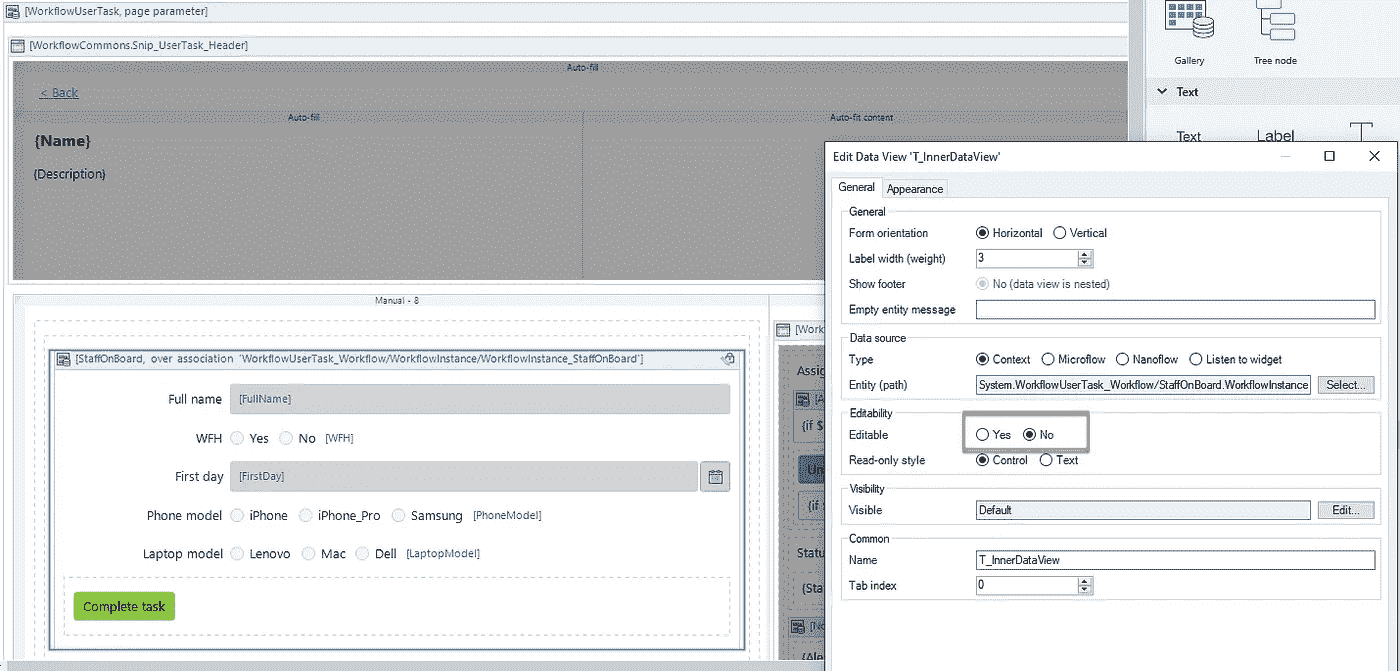 [WorkflowUserTask, page parameter]
[WorkflowCommons.Snip_UserTask_Header]
Auto-fill
< Back
Auto-fill
Auto-fit content
{Name}
{Description}
Manual - 8
[StaffOnBoard, over association 'WorkflowUserTask_Workflow/WorkflowInstance/WorkflowInstance_StaffOnBoard']
Full name [FullName]
WFH Yes No [WFH]
First day [FirstDay]
Phone model iPhone iPhone_Pro Samsung [PhoneModel]
Laptop model Lenovo Mac Dell [LaptopModel]
Complete task
[Work
Assig
[A
{if $
Un
{if $
Statu
{Sta
[No
{Ale
Gallery
Tree node
Text
Text
Label
Edit Data View 'T_InnerDataView'
General Appearance
General
Form orientation Horizontal Vertical
Label width (weight) 3
Show footer No (data view is nested)
Empty entity message
Data source
Type Context Microflow Nanoflow Listen to widget
Entity (path) System.WorkflowUserTask_Workflow/StaffOnBoard.WorkflowInstance Select...
Editability
Editable Yes No
Read-only style Control Text
Visibility
Visible Default Edit...
Common
Name T_InnerDataView
Tab index 0